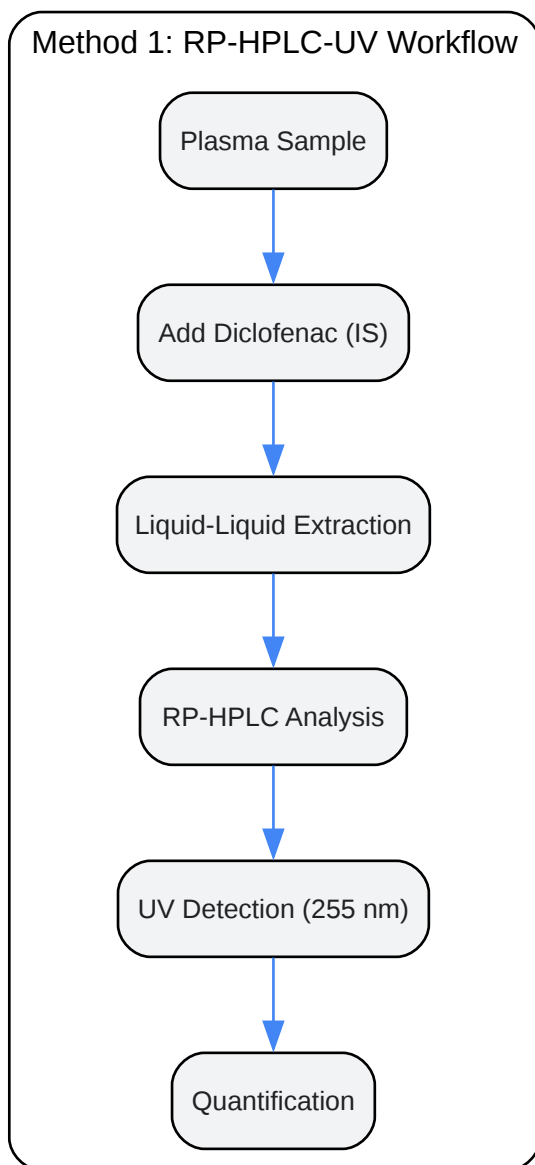 Method 1: RP-HPLC-UV Workflow
Plasma Sample
Add Diclofenac (IS)
Liquid-Liquid Extraction
RP-HPLC Analysis
UV Detection (255 nm)
Quantification